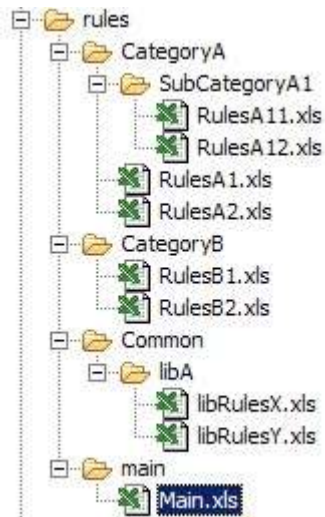 rules
CategoryA
SubCategoryA1
RulesA11.xls
RulesA12.xls
RulesA1.xls
RulesA2.xls
CategoryB
RulesB1.xls
RulesB2.xls
Common
libA
libRulesX.xls
libRulesY.xls
main
Main.xls